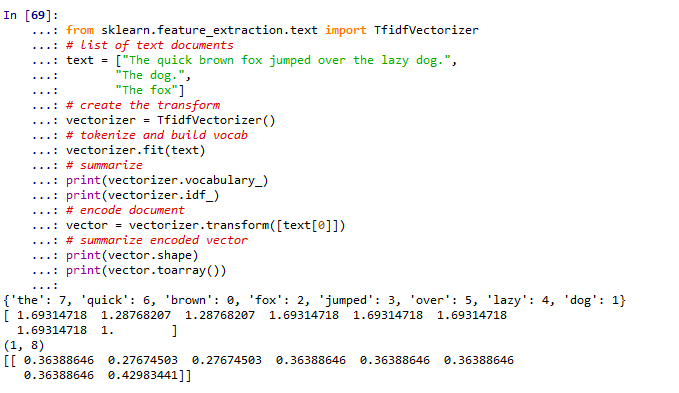 In [69]:
    ...: from sklearn.feature_extraction.text import TfidfVectorizer
    ...: # list of text documents
    ...: text = ["The quick brown fox jumped over the lazy dog.",
    ...:        "The dog.",
    ...:        "The fox"]
    ...: # create the transform
    ...: vectorizer = TfidfVectorizer()
    ...: # tokenize and build vocab
    ...: vectorizer.fit(text)
    ...: # summarize
    ...: print(vectorizer.vocabulary_)
    ...: print(vectorizer.idf_)
    ...: # encode document
    ...: vector = vectorizer.transform([text[0]])
    ...: # summarize encoded vector
    ...: print(vector.shape)
    ...: print(vector.toarray())
    ...:
{'the': 7, 'quick': 6, 'brown': 0, 'fox': 2, 'jumped': 3, 'over': 5, 'lazy': 4, 'dog': 1}
[ 1.69314718  1.28768207  1.28768207  1.69314718  1.69314718  1.69314718
  1.69314718  1.        ]
(1, 8)
[[ 0.36388646  0.27674503  0.27674503  0.36388646  0.36388646  0.36388646
   0.36388646  0.42983441]]